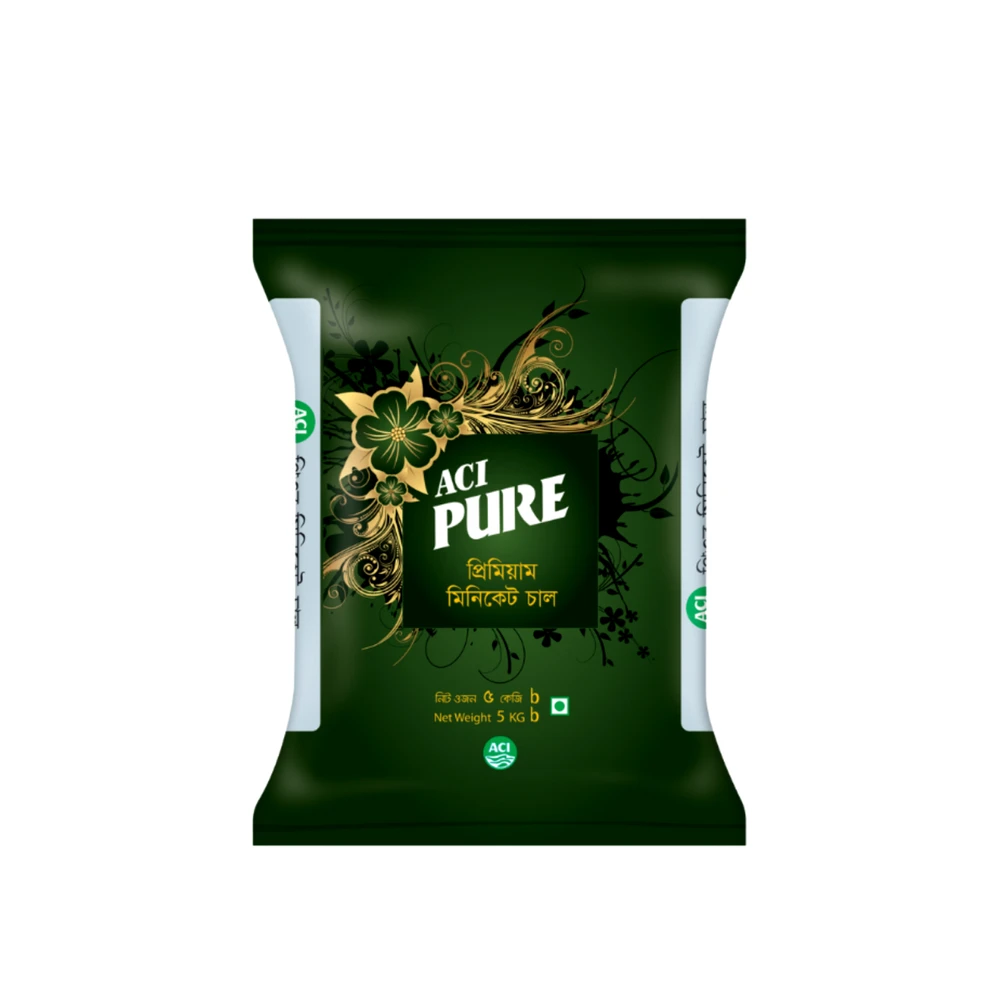 ACI
PURE
প্রিমিয়াম
মিনিকেট চাল
নিট ওজন ৫ কেজি b
Net Weight 5 KG b
ACI
ACI
ACI